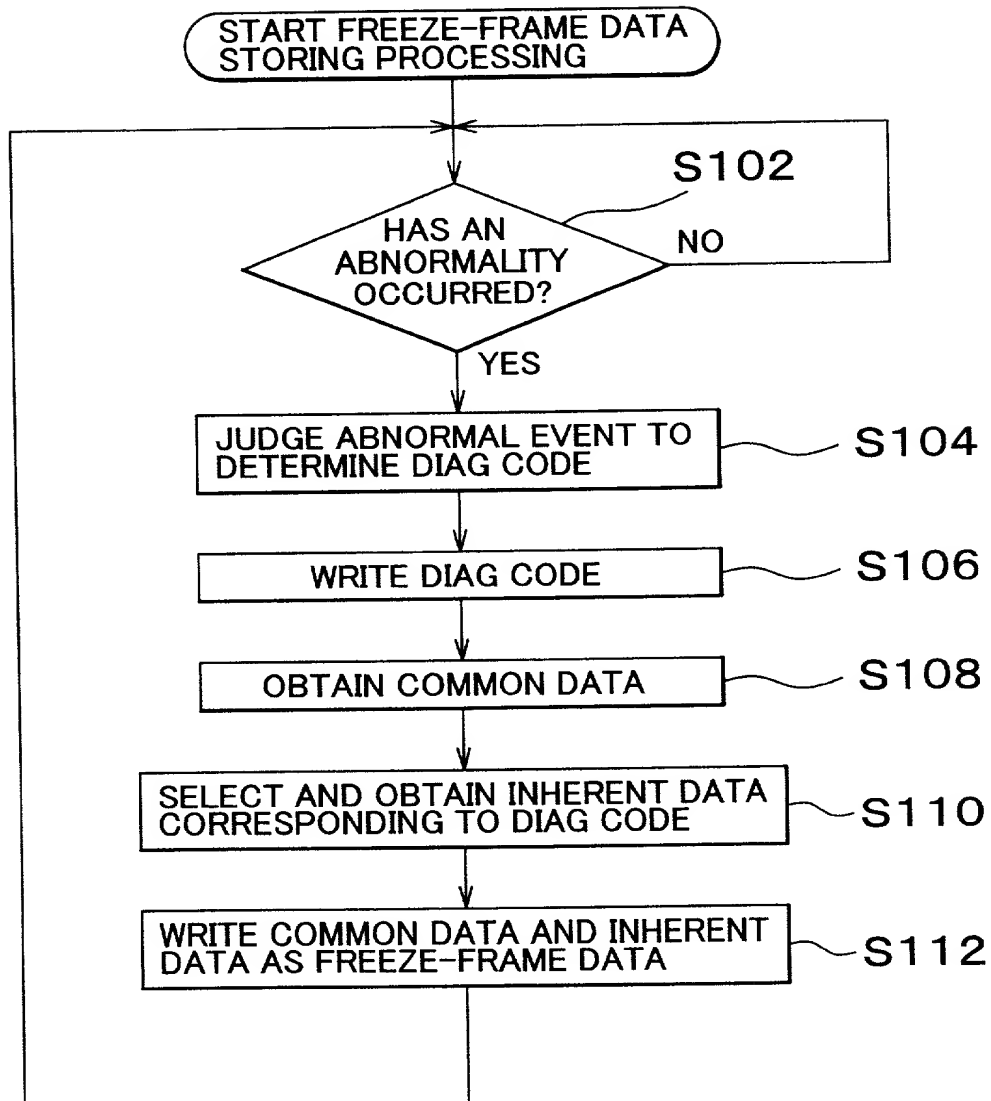 START FREEZE-FRAME DATA
STORING PROCESSING
S102
HAS AN
ABNORMALITY
OCCURRED?
NO
YES
JUDGE ABNORMAL EVENT TO
DETERMINE DIAG CODE
S104
WRITE DIAG CODE
S106
OBTAIN COMMON DATA
S108
SELECT AND OBTAIN INHERENT DATA
CORRESPONDING TO DIAG CODE
S110
WRITE COMMON DATA AND INHERENT
DATA AS FREEZE-FRAME DATA
S112